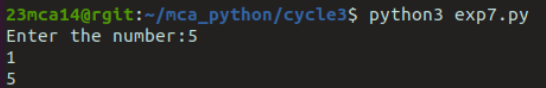 23mca14@rgit:~/mca_python/cycle3$ python3 exp7.py
Enter the number:5
1
5